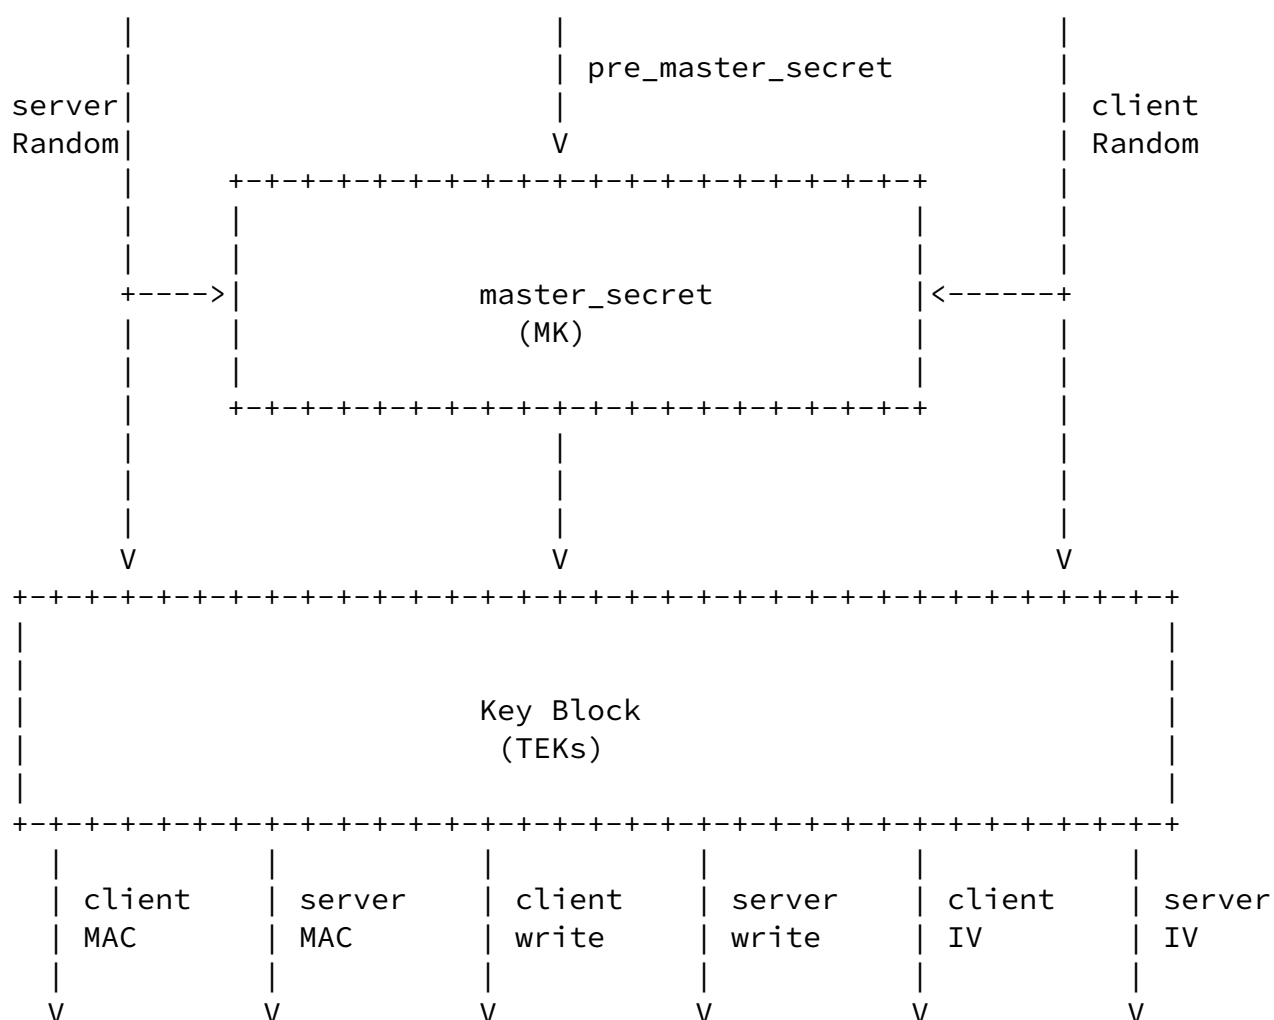 pre_master_secret
server client
Random Random
master_secret
(MK)
Key Block
(TEKs)
client server client server client server
MAC MAC write write IV IV